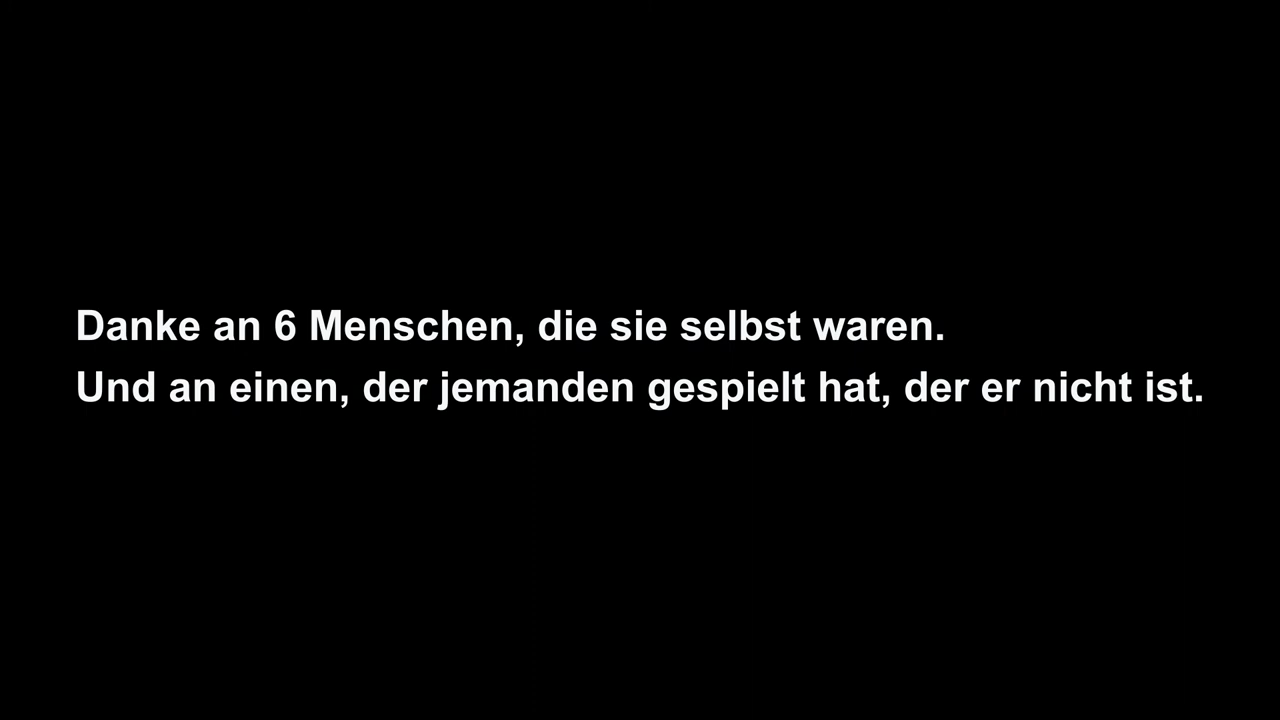 Danke an 6 Menschen, die sie selbst waren.
Und an einen, der jemanden gespielt hat, der er nicht ist.